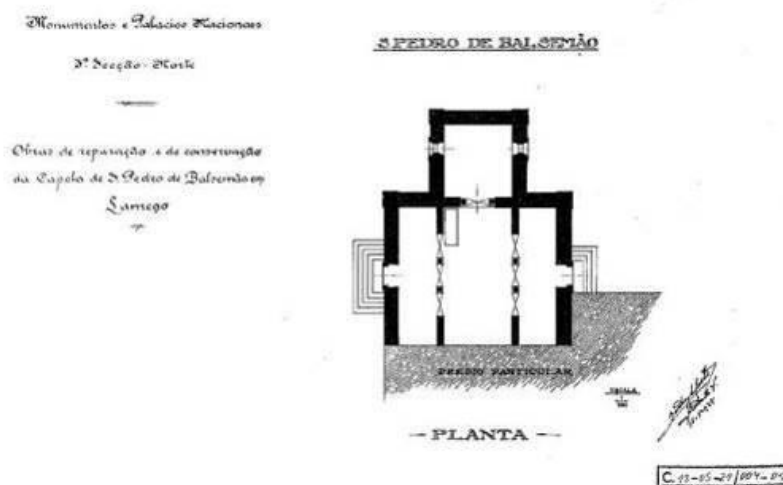 Monumentos e Palacios Nacionaes
3ª Secção - Norte
Obras de reparação e de conservação
da Capela de S. Pedro de Balsemão em
Lamego
S. PEDRO DE BALSEMÃO
PREDIO PARTICULAR
ESCALA
PLANTA